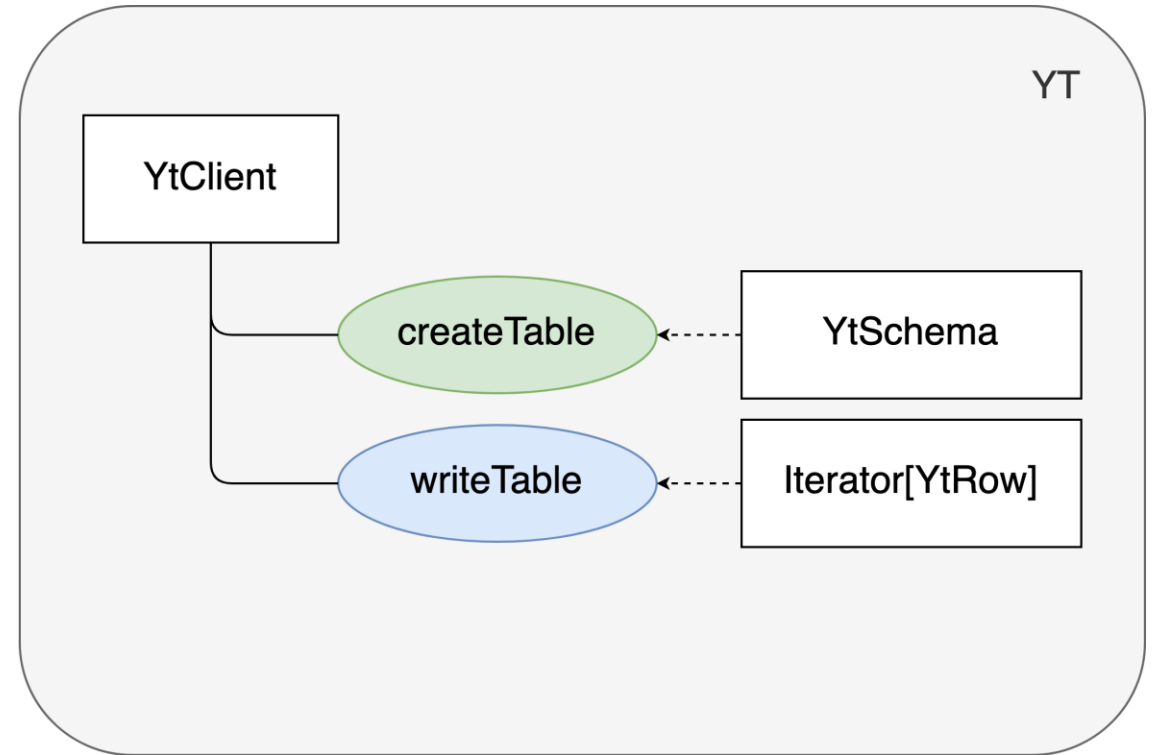 YT
YtClient
createTable
YtSchema
writeTable
Iterator[YtRow]